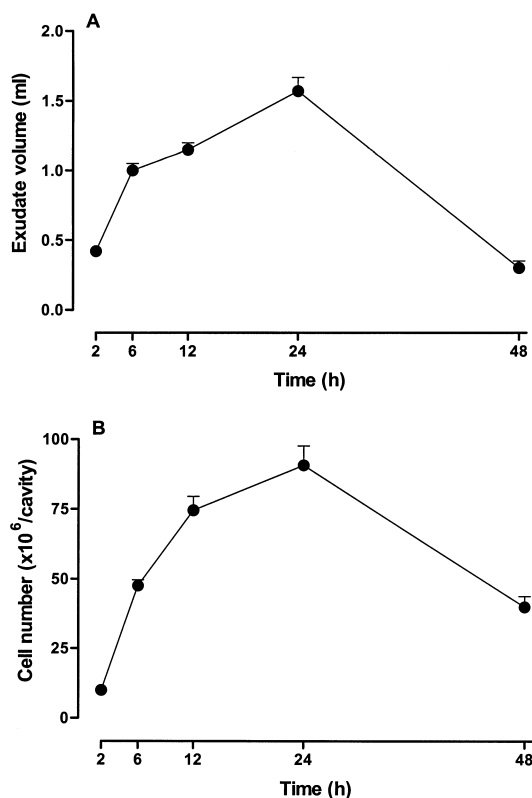 A
Exudate volume (ml)
2.0
1.5
1.0
0.5
0.0
2 6 12 24 48
Time (h)
B
Cell number (x10⁶/cavity)
100
75
50
25
0
2 6 12 24 48
Time (h)